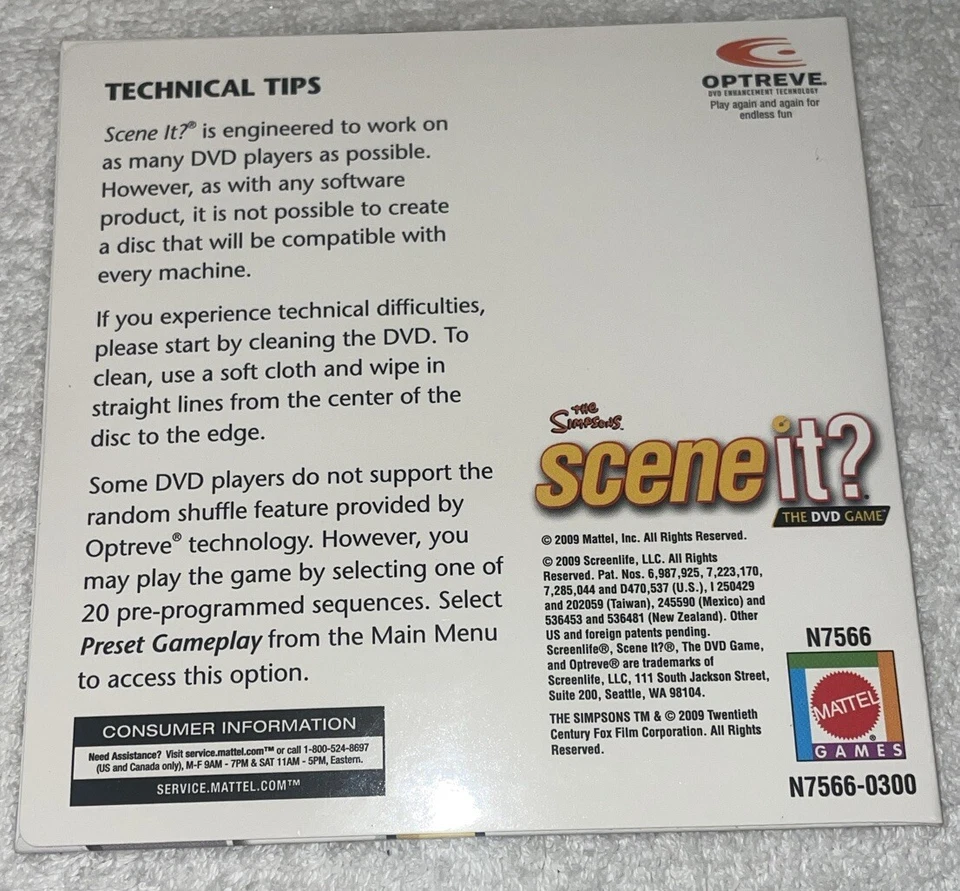 TECHNICAL TIPS
Scene It?® is engineered to work on
as many DVD players as possible.
However, as with any software
product, it is not possible to create
a disc that will be compatible with
every machine.
If you experience technical difficulties,
please start by cleaning the DVD. To
clean, use a soft cloth and wipe in
straight lines from the center of the
disc to the edge.
Some DVD players do not support the
random shuffle feature provided by
Optreve® technology. However, you
may play the game by selecting one of
20 pre-programmed sequences. Select
Preset Gameplay from the Main Menu
to access this option.
CONSUMER INFORMATION
Need Assistance? Visit service.mattel.com™ or call 1-800-524-8697
(US and Canada only), M-F 9AM - 7PM & SAT 11AM - 5PM, Eastern.
SERVICE.MATTEL.COM™
OPTREVE
DVD ENHANCEMENT TECHNOLOGY
Play again and again for
endless fun
THE
SIMPSONS
scene it?
THE DVD GAME™
© 2009 Mattel, Inc. All Rights Reserved.
© 2009 Screenlife, LLC. All Rights
Reserved. Pat. Nos. 6,987,925, 7,223,170,
7,285,044 and D470,537 (U.S.), I 250429
and 202059 (Taiwan), 245590 (Mexico) and
536453 and 536481 (New Zealand). Other
US and foreign patents pending.
Screenlife®, Scene It?®, The DVD Game,
and Optreve® are trademarks of
Screenlife, LLC, 111 South Jackson Street,
Suite 200, Seattle, WA 98104.
THE SIMPSONS TM & © 2009 Twentieth
Century Fox Film Corporation. All Rights
Reserved.
N7566
MATTEL®
GAMES
N7566-0300